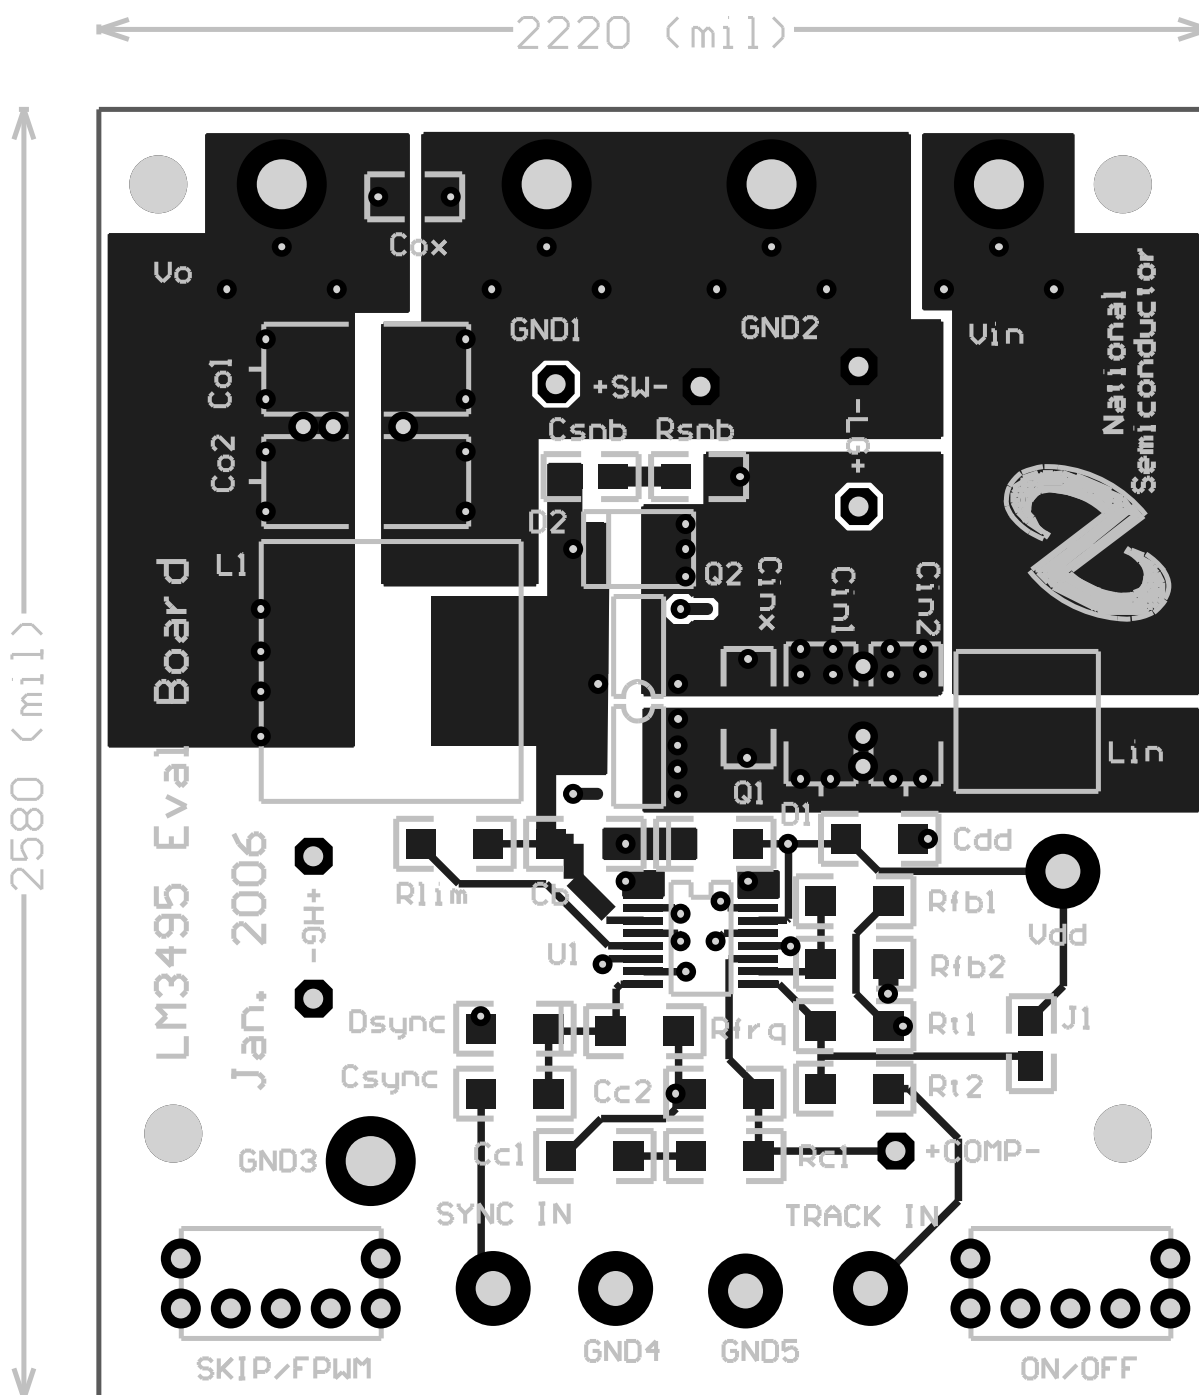 2220 (mil)
2580 (mil)
Cox
Vo
GND1
GND2
Vin
National
Semiconductor
Co1
+SW-
Csnb
Rsnb
-LG+
Co2
D2
L1
Q2
Cinx
Cin1
Cin2
Lin
Q1
D1
LM3495 Eval Board
Jan. 2006
Cdd
Rlim
Cb
Rfb1
+GH-
Vdd
U1
Rfb2
Dsync
Rfrq
Rt1
J1
Csync
Cc2
Rt2
GND3
Cc1
Rc1
+COMP-
SYNC IN
TRACK IN
GND4
GND5
SKIP/FPWM
ON/OFF